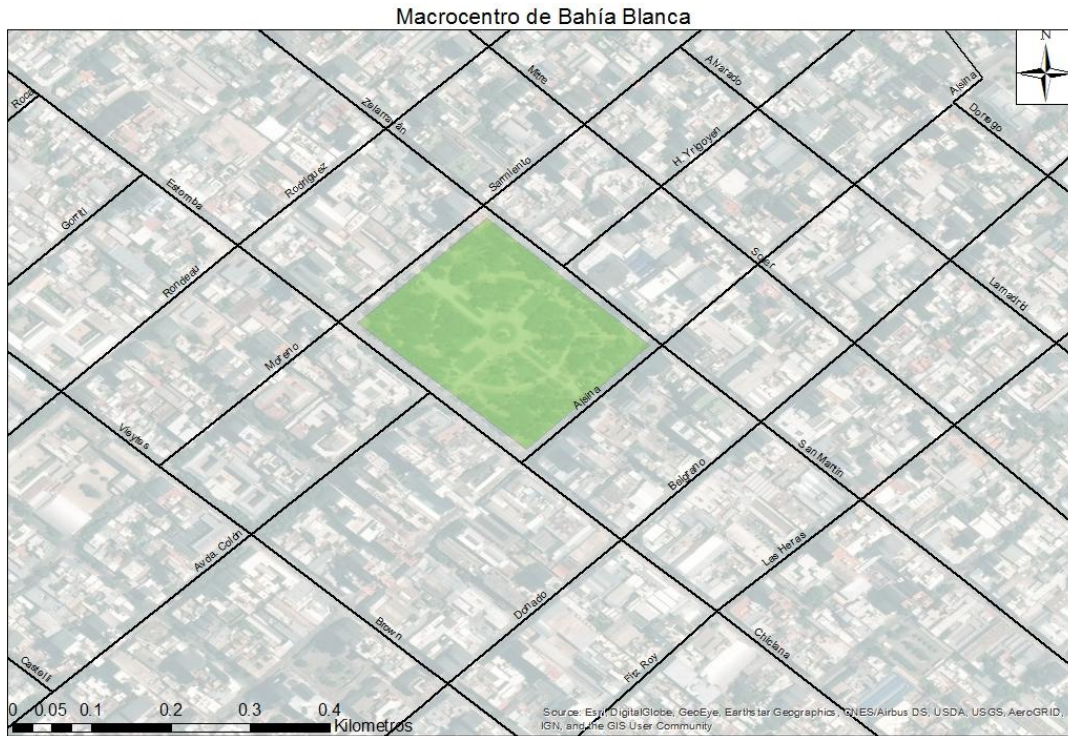 Macrocentro de Bahía Blanca
N
Roca
Mitre
Alvarado
Alsina
Dorrego
Zelarrayán
H. Yrigoyen
Sarmiento
Rodríguez
Estomba
Gorriti
Soler
Rondeau
Lamadrid
Moreno
Alsina
Vieytes
San Martín
Belgrano
Avda. Colón
Las Heras
Donado
Brown
Chiclana
Fitz Roy
Castelli
0 0.05 0.1 0.2 0.3 0.4
Kilometros
Source: Esri, DigitalGlobe, GeoEye, Earthstar Geographics, CNES/Airbus DS, USDA, USGS, AeroGRID,
IGN, and the GIS User Community